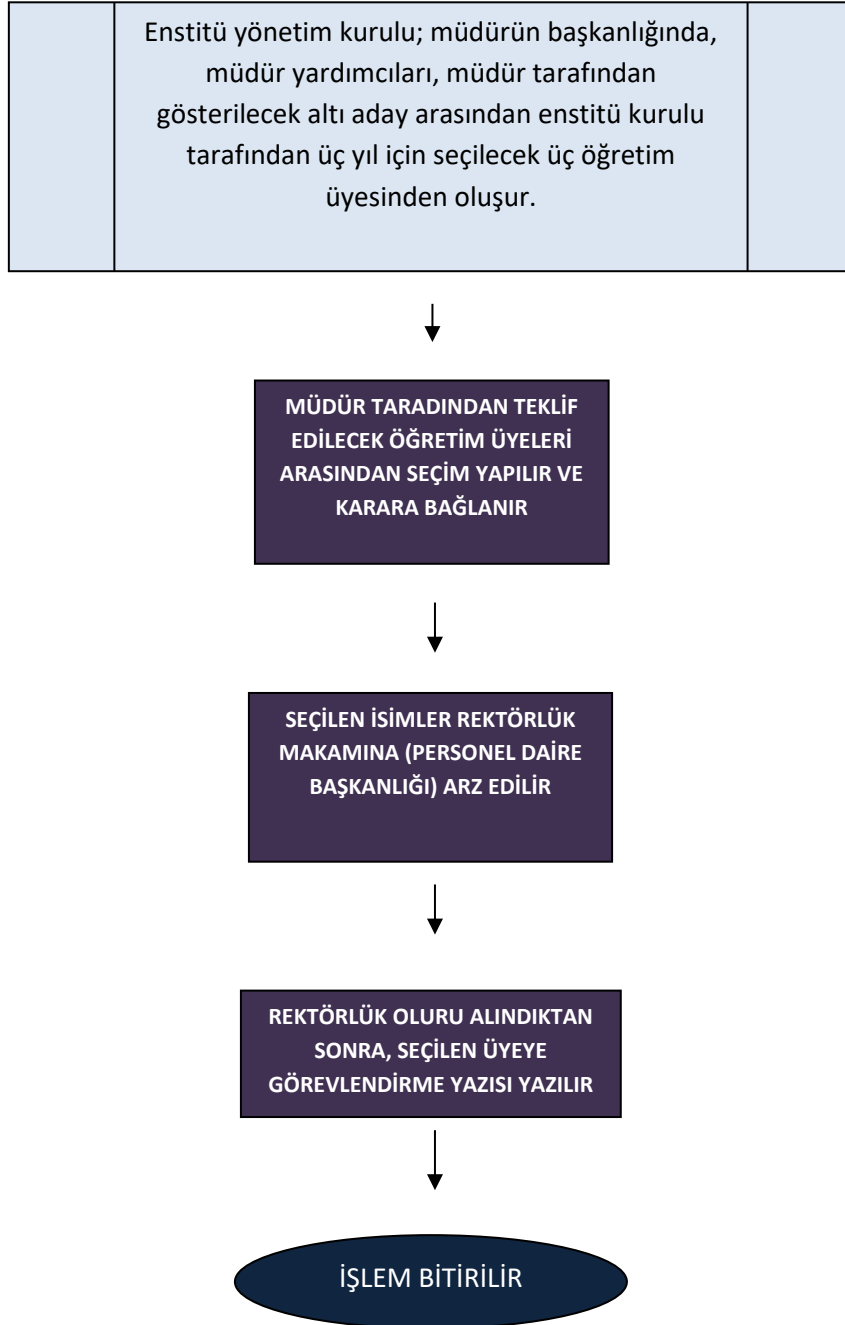 Enstitü yönetim kurulu; müdürün başkanlığında,
müdür yardımcıları, müdür tarafından
gösterilecek altı aday arasından enstitü kurulu
tarafından üç yıl için seçilecek üç öğretim
üyesinden oluşur.
MÜDÜR TARADINDAN TEKLİF
EDİLECEK ÖĞRETİM ÜYELERİ
ARASINDAN SEÇİM YAPILIR VE
KARARA BAĞLANIR
SEÇİLEN İSİMLER REKTÖRLÜK
MAKAMINA (PERSONEL DAİRE
BAŞKANLIĞI) ARZ EDİLİR
REKTÖRLÜK OLURU ALINDIKTAN
SONRA, SEÇİLEN ÜYEYE
GÖREVLENDİRME YAZISI YAZILIR
İŞLEM BİTİRİLİR